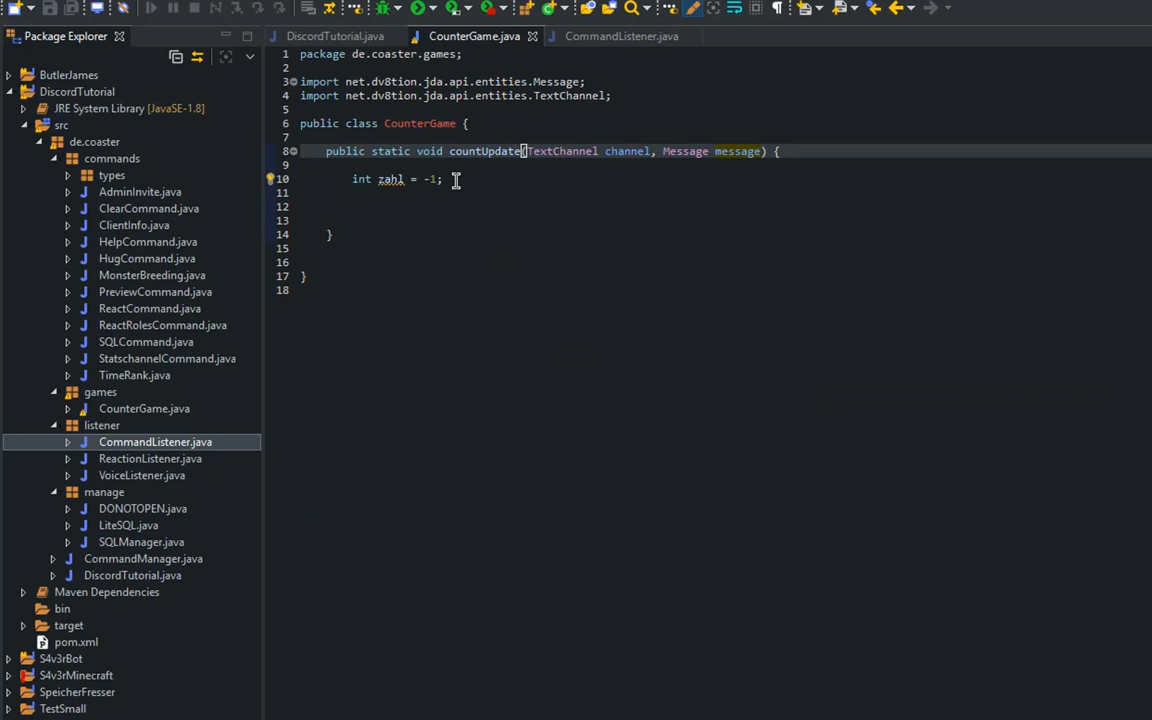 Package Explorer
ButlerJames
DiscordTutorial
JRE System Library [JavaSE-1.8]
src
de.coaster
commands
types
AdminInvite.java
ClearCommand.java
ClientInfo.java
HelpCommand.java
HugCommand.java
MonsterBreeding.java
PreviewCommand.java
ReactCommand.java
ReactRolesCommand.java
SQLCommand.java
StatschannelCommand.java
TimeRank.java
games
CounterGame.java
listener
CommandListener.java
ReactionListener.java
VoiceListener.java
manage
DONOTOPEN.java
LiteSQL.java
SQLManager.java
CommandManager.java
DiscordTutorial.java
Maven Dependencies
bin
target
pom.xml
S4v3rBot
S4v3rMinecraft
SpeicherFresser
TestSmall
DiscordTutorial.java CounterGame.java CommandListener.java
1 package de.coaster.games;
2
3 import net.dv8tion.jda.api.entities.Message;
4 import net.dv8tion.jda.api.entities.TextChannel;
5
6 public class CounterGame {
7
8 public static void countUpdate(TextChannel channel, Message message) {
9
10 int zahl = -1;
11
12
13
14 }
15
16
17 }
18